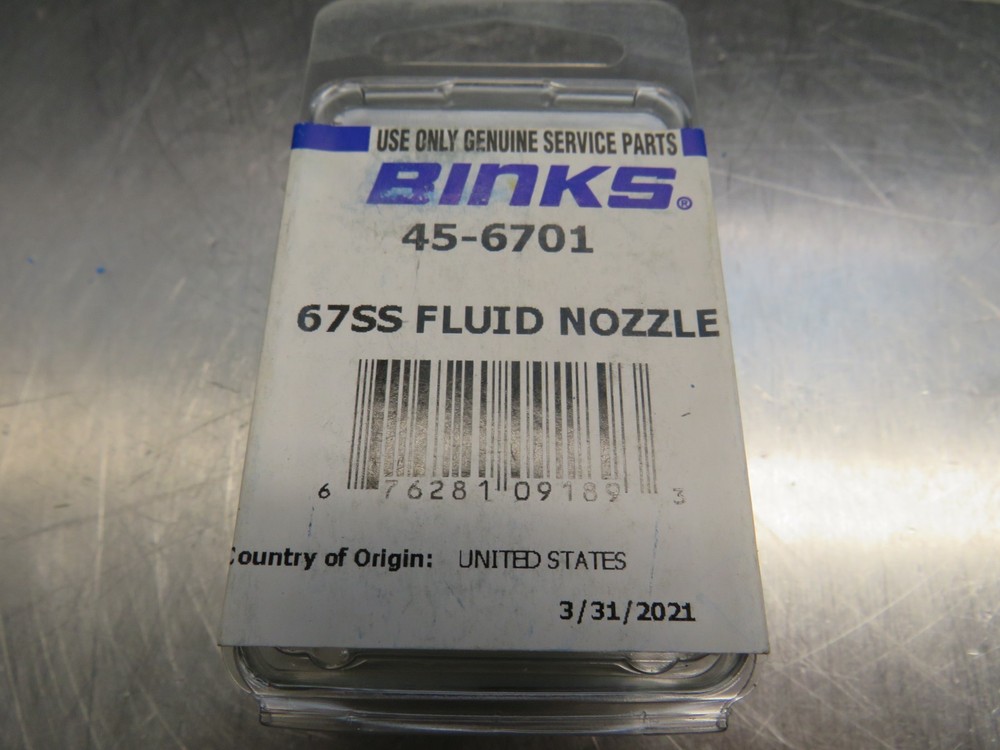 USE ONLY GENUINE SERVICE PARTS
BINKS®
45-6701
67SS FLUID NOZZLE
6 76281 09189 3
Country of Origin: UNITED STATES
3/31/2021